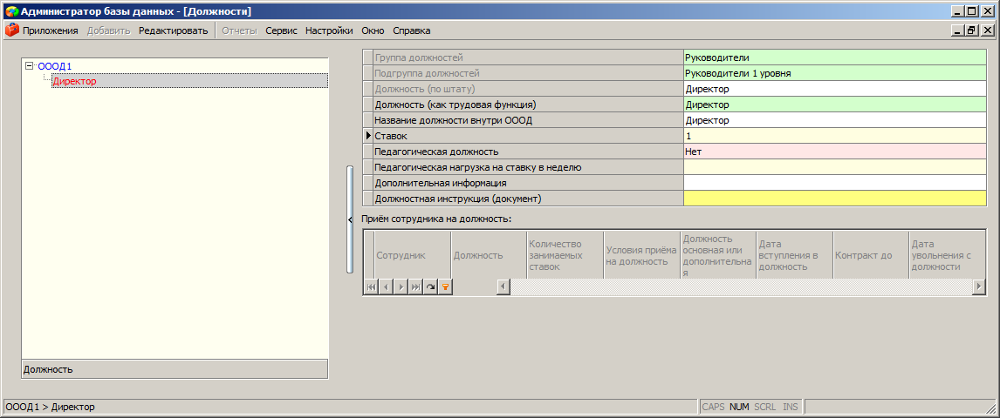 Администратор базы данных - [Должности]
Приложения Добавить Редактировать Отчеты Сервис Настройки Окно Справка
ОООД1
Директор
Должность
Группа должностей Руководители
Подгруппа должностей Руководители 1 уровня
Должность (по штату) Директор
Должность (как трудовая функция) Директор
Название должности внутри ОООД Директор
Ставок 1
Педагогическая должность Нет
Педагогическая нагрузка на ставку в неделю
Дополнительная информация
Должностная инструкция (документ)
Приём сотрудника на должность:
Сотрудник
Должность
Количество
занимаемых
ставок
Условия приёма
на должность
Должность
основная или
дополнительна
я
Дата
вступления в
должность
Контракт до
Дата
увольнения с
должности
ОООД1 > Директор
CAPS NUM SCRL INS